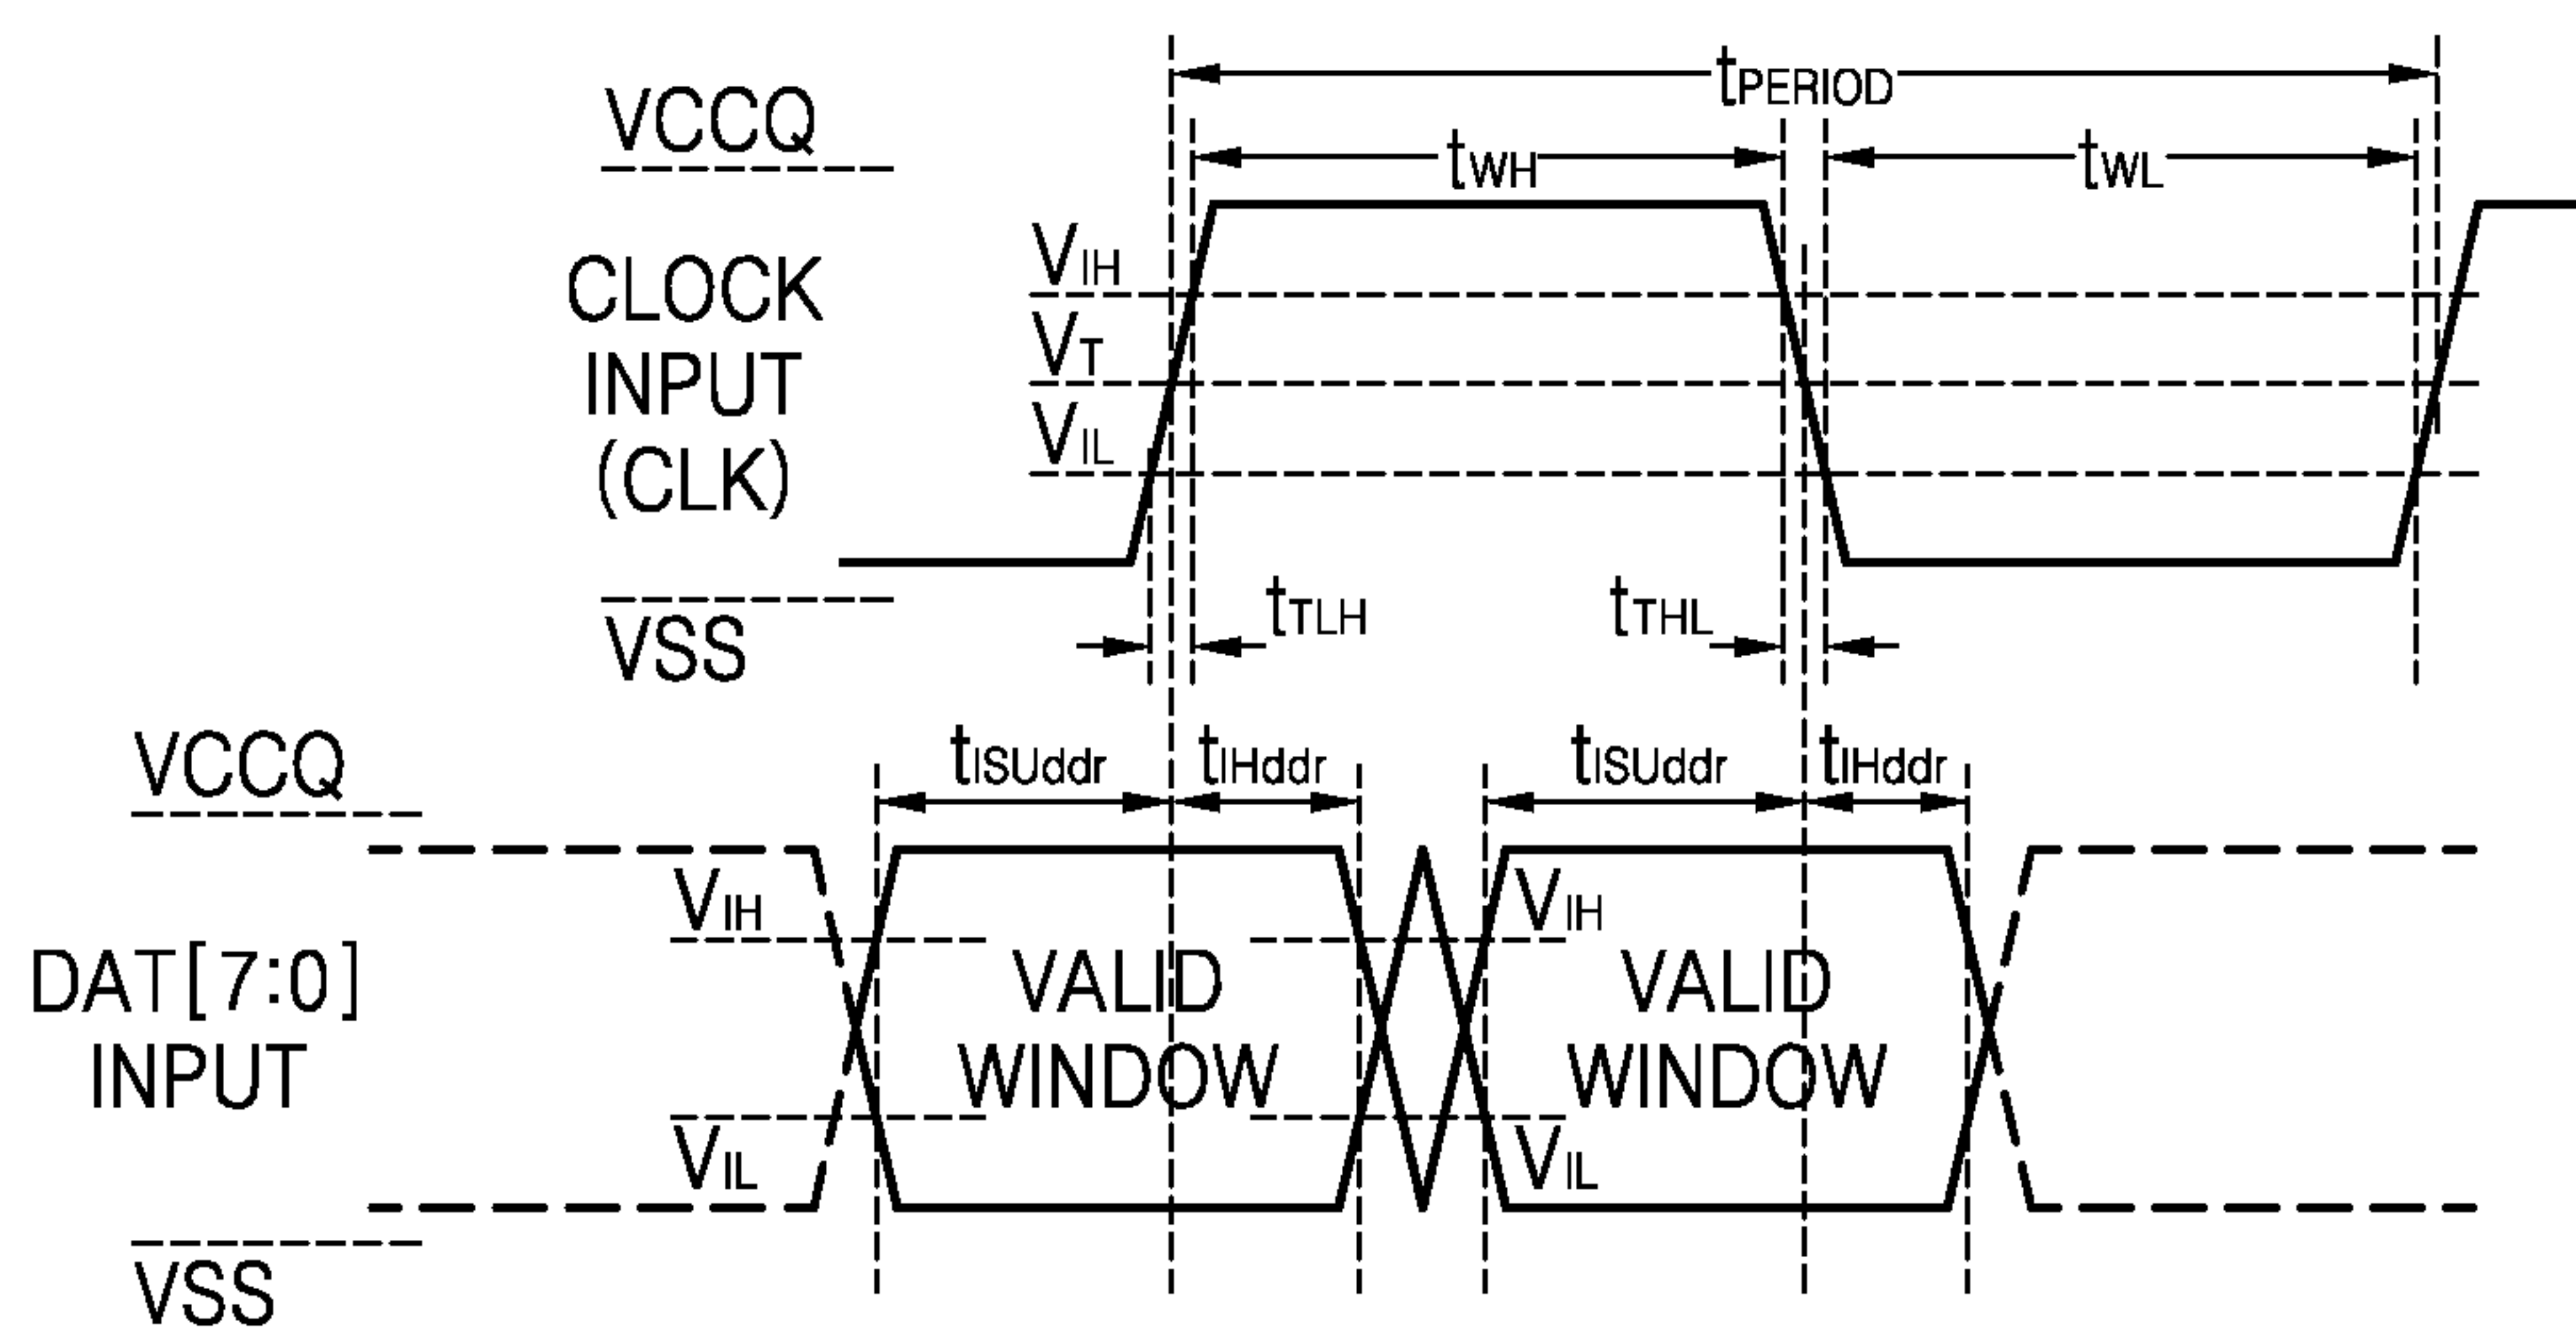 tPERIOD
VCCQ
tWH
tWL
VIH
CLOCK
INPUT
(CLK)
VT
VIL
VSS
tTLH
tTHL
VCCQ
tISUddr
tIHddr
tISUddr
tIHddr
VIH
VIH
DAT[7:0]
INPUT
VALID
WINDOW
VALID
WINDOW
VIL
VIL
VSS